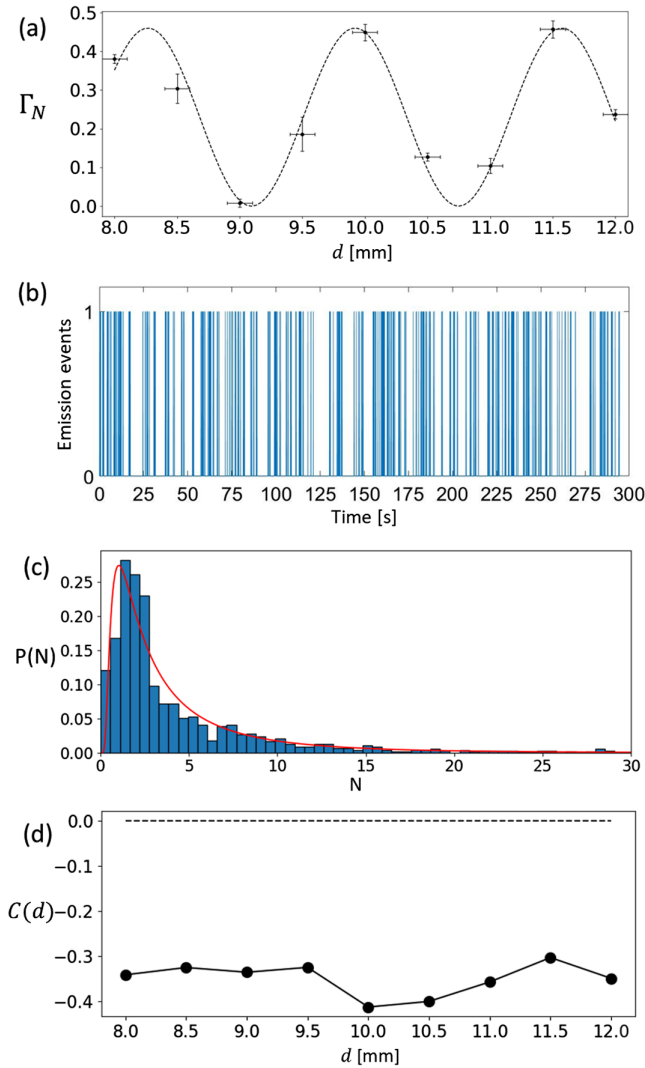 (a)
0.5
0.4
0.3
0.2
0.1
0.0
Γ_N
8.0 8.5 9.0 9.5 10.0 10.5 11.0 11.5 12.0
d [mm]
(b)
1
0
Emission events
0 25 50 75 100 125 150 175 200 225 250 275 300
Time [s]
(c)
0.25
0.20
0.15
0.10
0.05
0.00
P(N)
0 5 10 15 20 25 30
N
(d)
0.0
−0.1
−0.2
−0.3
−0.4
C(d)
8.0 8.5 9.0 9.5 10.0 10.5 11.0 11.5 12.0
d [mm]